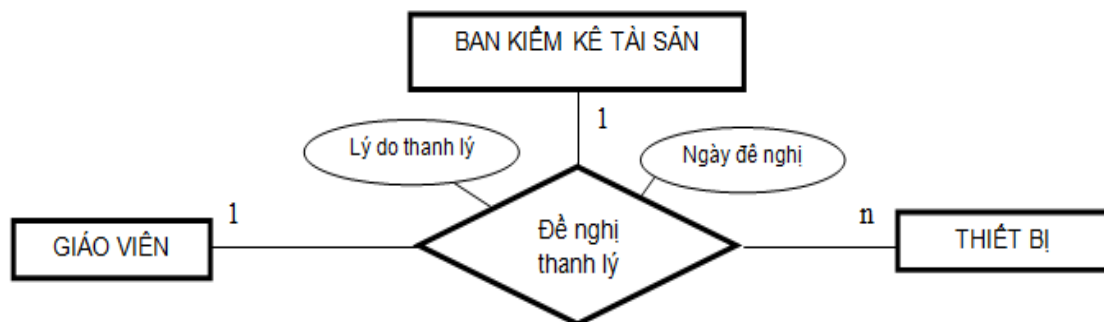 BAN KIỂM KÊ TÀI SẢN
1
Lý do thanh lý
Ngày đề nghị
1
n
GIÁO VIÊN
Đề nghị
thanh lý
THIẾT BỊ